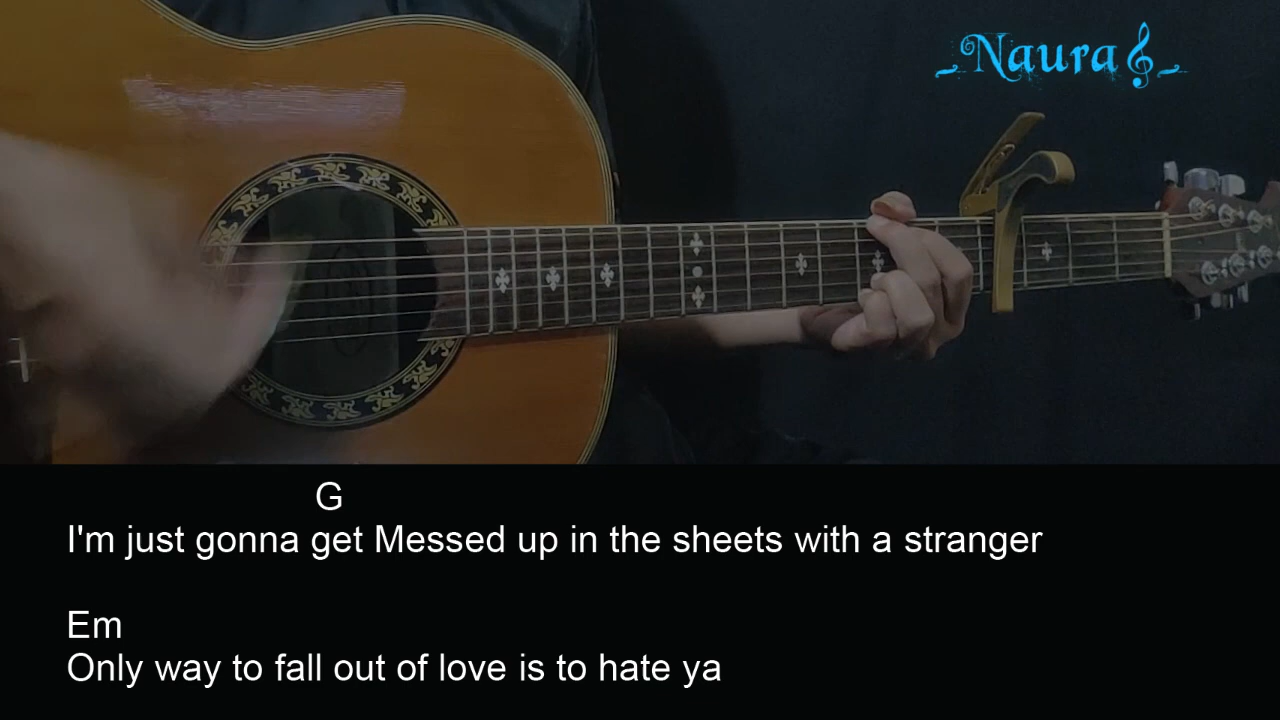 Naura
G
I'm just gonna get Messed up in the sheets with a stranger
Em
Only way to fall out of love is to hate ya